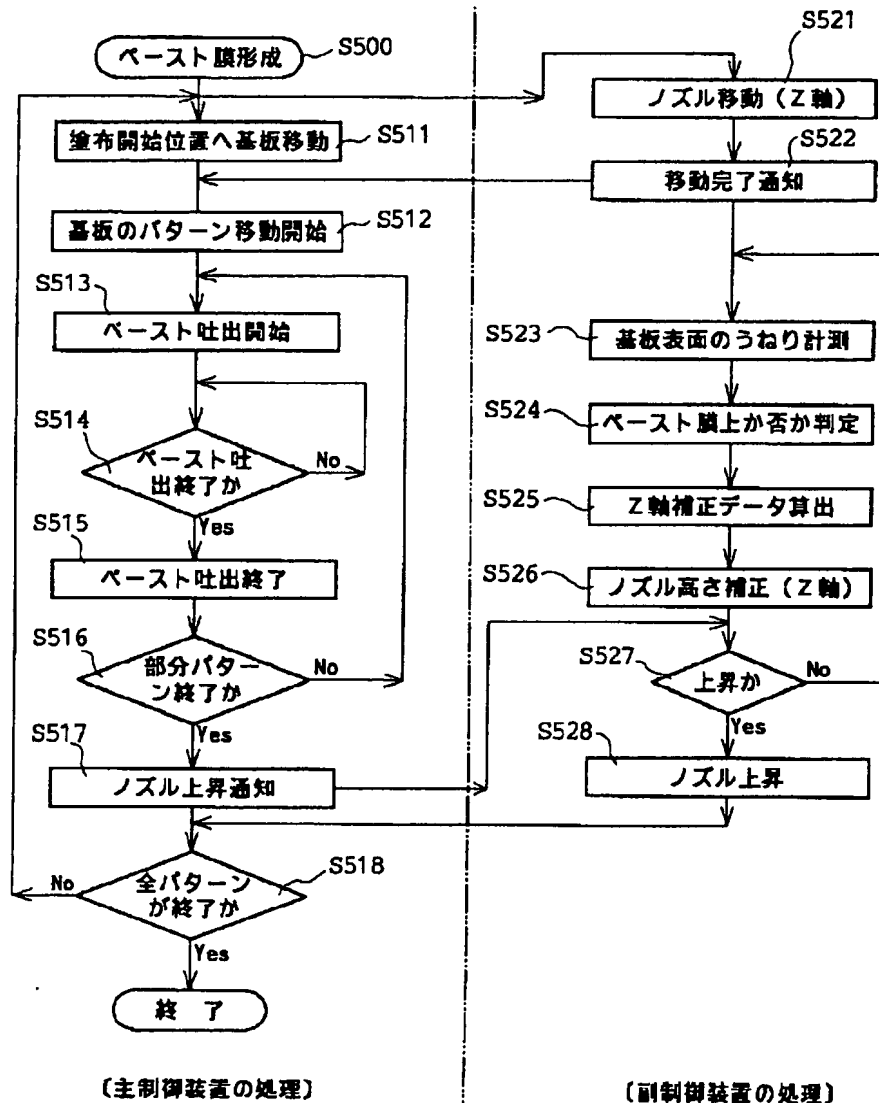 ペースト膜形成
S500
塗布開始位置へ基板移動
S511
基板のパターン移動開始
S512
S513
ペースト吐出開始
S514
ペースト吐
出終了か
No
Yes
S515
ペースト吐出終了
S516
部分パター
ン終了か
No
Yes
S517
ノズル上昇通知
S518
全パターン
が終了か
No
Yes
終 了
〔主制御装置の処理〕
S521
ノズル移動(Z軸)
S522
移動完了通知
S523
基板表面のうねり計測
S524
ペースト膜上か否か判定
S525
Z軸補正データ算出
S526
ノズル高さ補正(Z軸)
S527
上昇か
No
Yes
S528
ノズル上昇
〔副制御装置の処理〕